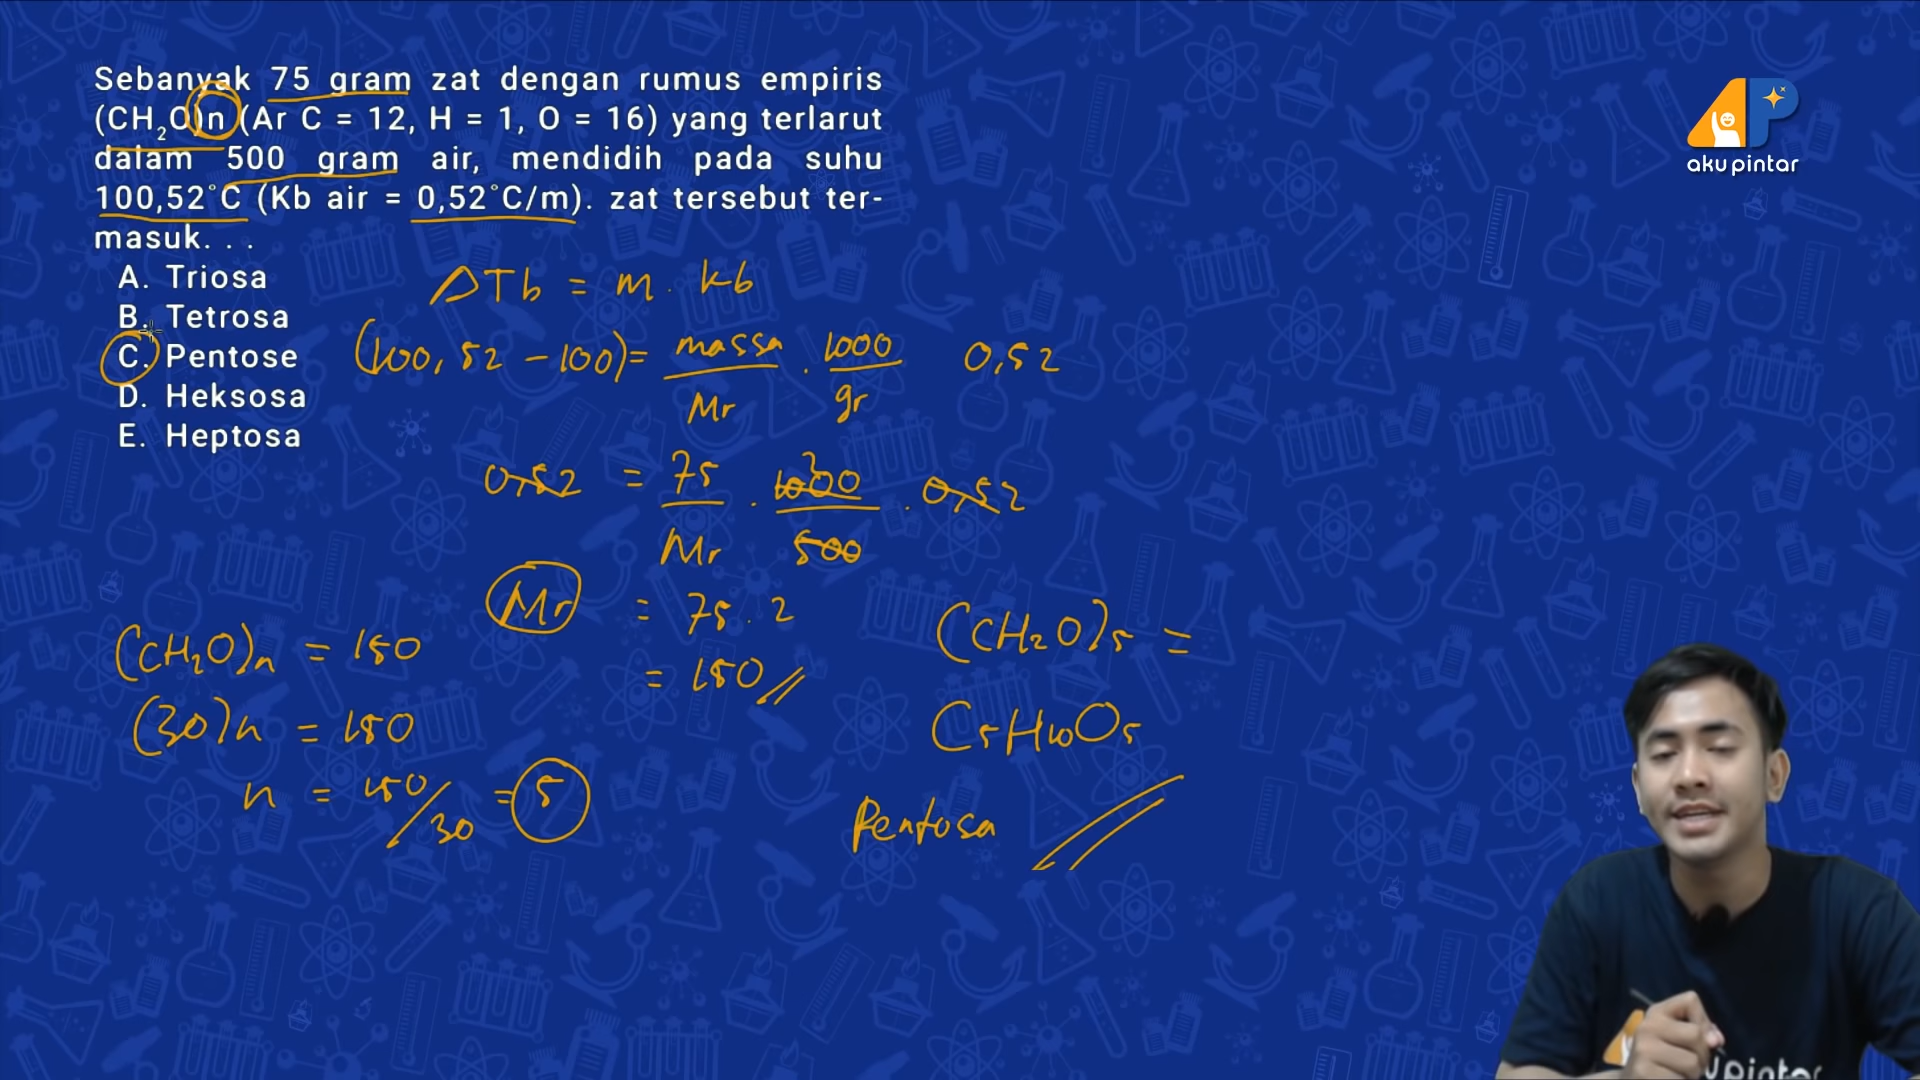 Sebanyak 75 gram zat dengan rumus empiris
(CH₂O)n (Ar C = 12, H = 1, O = 16) yang terlarut
dalam 500 gram air, mendidih pada suhu
100,52°C (Kb air = 0,52°C/m). zat tersebut ter-
masuk. . .
A. Triosa
B. Tetrosa
C. Pentose
D. Heksosa
E. Heptosa
ΔTb = m . kb
(100,52 - 100) = massa/Mr . 1000/gr 0,52
0,52 = 75/Mr . 1000/500 . 0,52
2
Mr = 75 . 2
= 150
(CH₂O)n = 150
(30)n = 150
n = 150/30 = 5
(CH₂O)5 =
C5H10O5
Pentosa
aku pintar
pintar